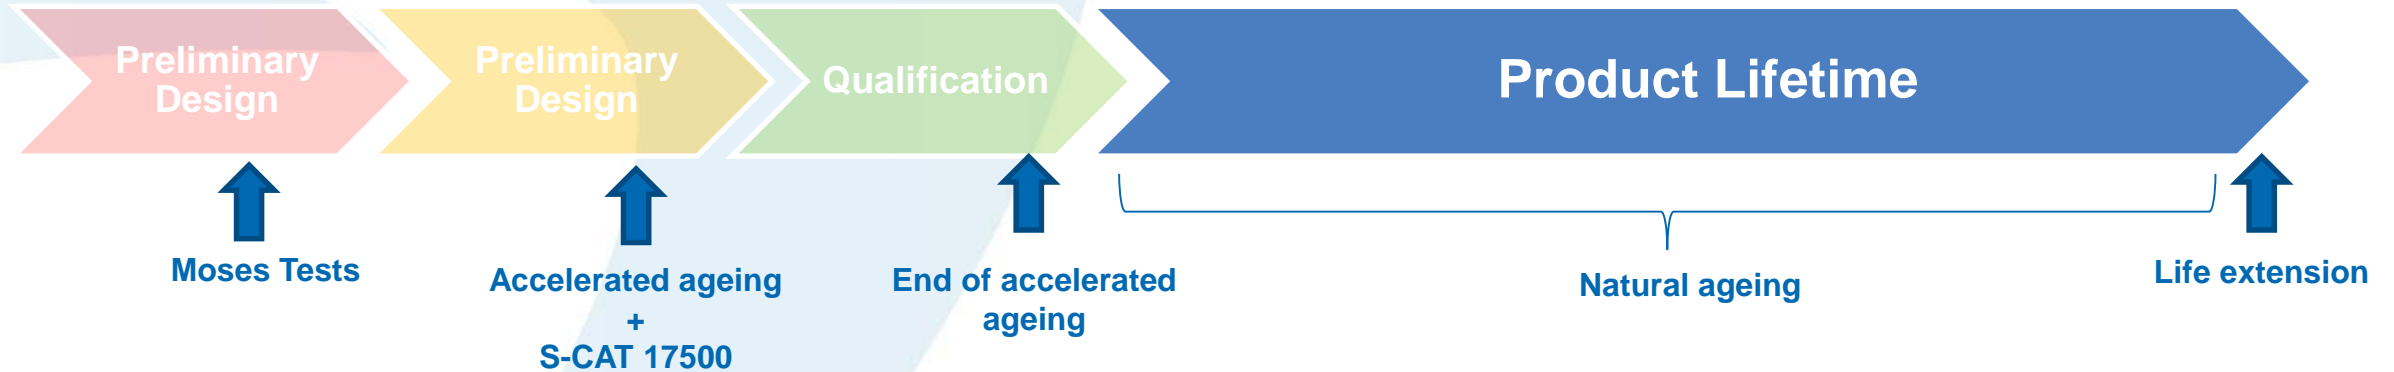 Preliminary
Design
Preliminary
Design
Qualification
Product Lifetime
Moses Tests
Accelerated ageing
+
S-CAT 17500
End of accelerated
ageing
Natural ageing
Life extension